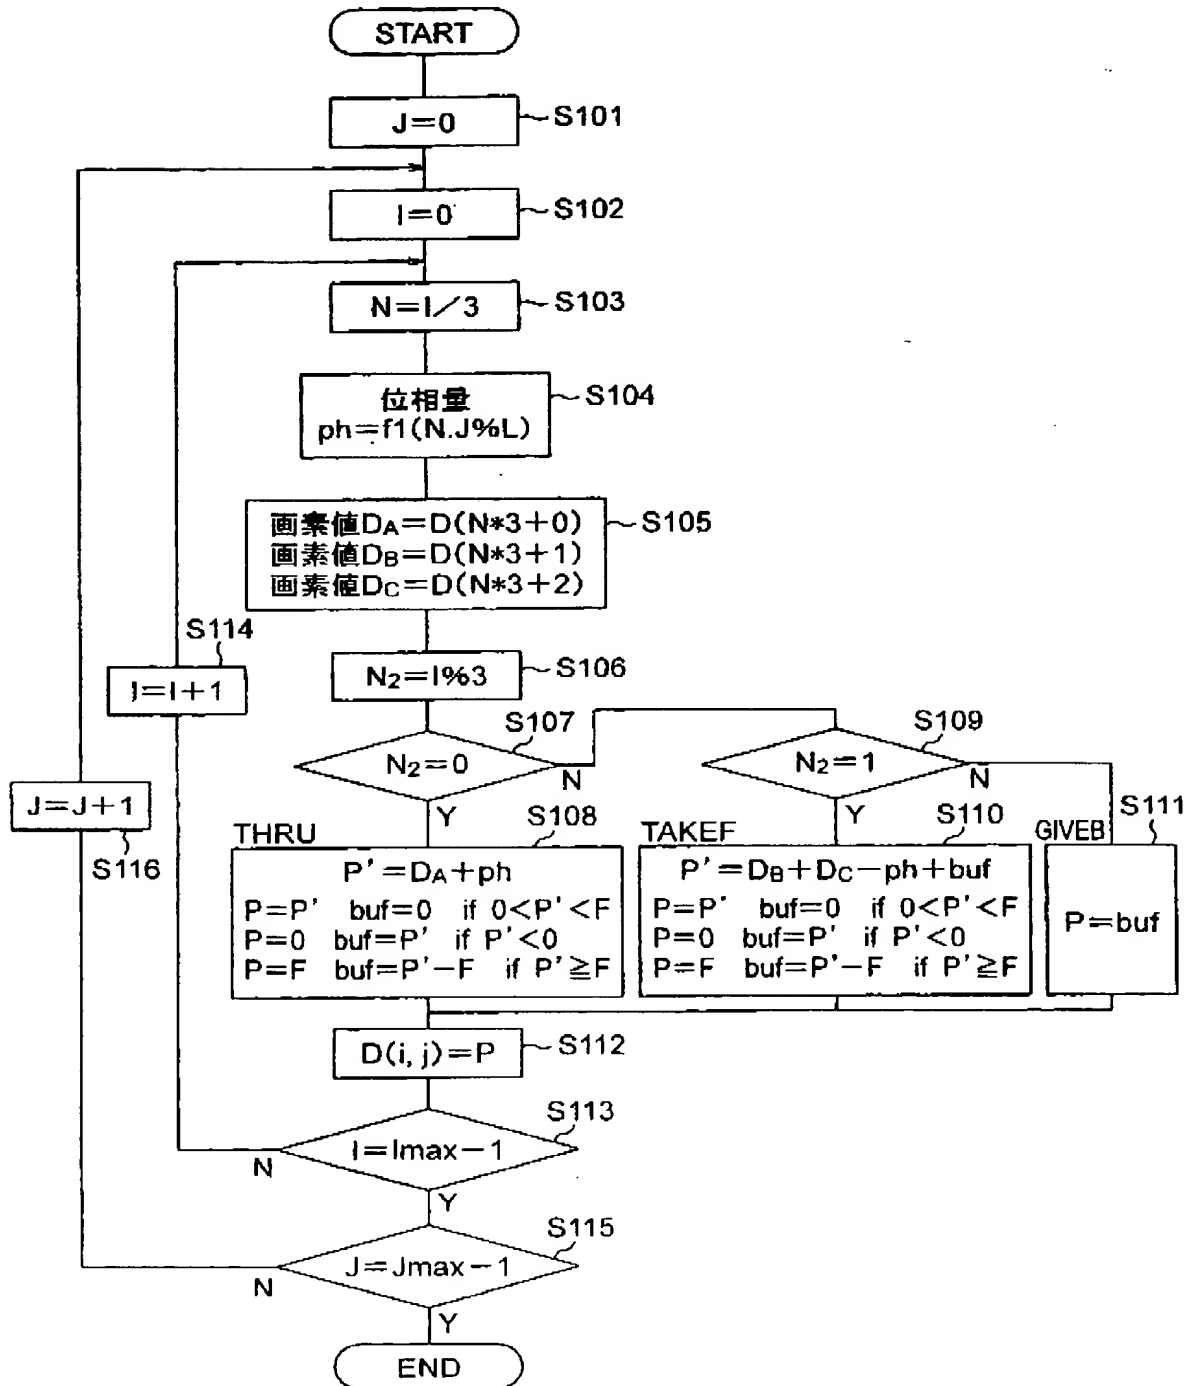 START
J=0
S101
I=0
S102
N=I/3
S103
位相量
ph=f1(N.J%L)
S104
画素値DA=D(N*3+0)
画素値DB=D(N*3+1)
画素値DC=D(N*3+2)
S105
S114
I=I+1
N2=I%3
S106
S107
N2=0
N
Y
S109
N2=1
N
Y
J=J+1
S116
THRU
S108
P'=DA+ph
P=P' buf=0 if 0<P'<F
P=0 buf=P' if P'<0
P=F buf=P'-F if P'≧F
TAKEF
S110
P'=DB+DC-ph+buf
P=P' buf=0 if 0<P'<F
P=0 buf=P' if P'<0
P=F buf=P'-F if P'≧F
GIVEB
S111
P=buf
D(i, j)=P
S112
S113
I=Imax-1
N
Y
S115
J=Jmax-1
N
Y
END